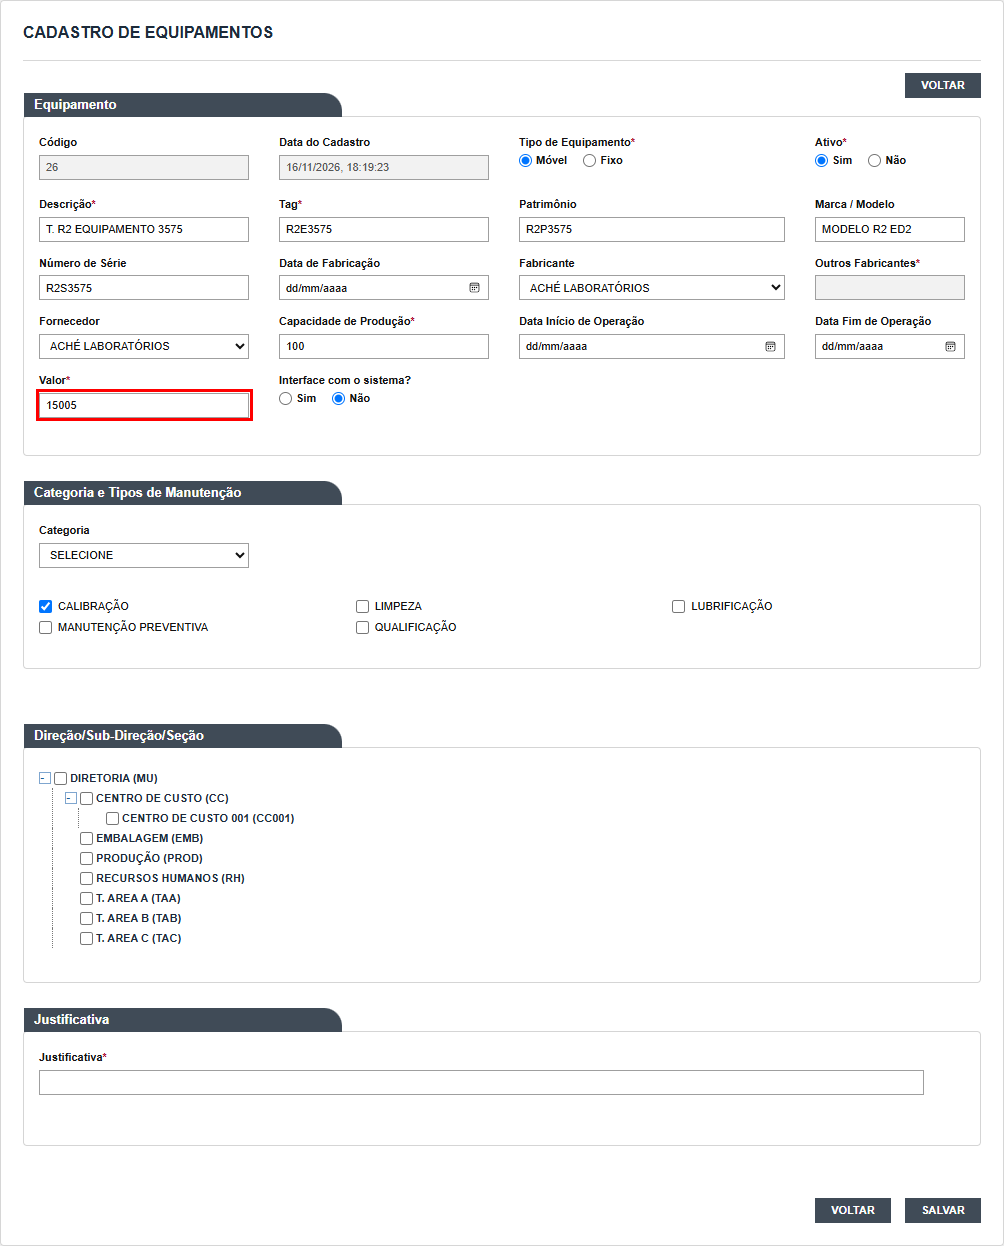 CADASTRO DE EQUIPAMENTOS
VOLTAR
Equipamento
Código Data do Cadastro Tipo de Equipamento* Ativo*
26 16/11/2026, 18:19:23 Móvel Fixo Sim Não
Descrição* Tag* Patrimônio Marca / Modelo
T. R2 EQUIPAMENTO 3575 R2E3575 R2P3575 MODELO R2 ED2
Número de Série Data de Fabricação Fabricante Outros Fabricantes*
R2S3575 dd/mm/aaaa ACHÉ LABORATÓRIOS
Fornecedor Capacidade de Produção* Data Início de Operação Data Fim de Operação
ACHÉ LABORATÓRIOS 100 dd/mm/aaaa dd/mm/aaaa
Valor* Interface com o sistema?
15005 Sim Não
Categoria e Tipos de Manutenção
Categoria
SELECIONE
CALIBRAÇÃO LIMPEZA LUBRIFICAÇÃO
MANUTENÇÃO PREVENTIVA QUALIFICAÇÃO
Direção/Sub-Direção/Seção
DIRETORIA (MU)
CENTRO DE CUSTO (CC)
CENTRO DE CUSTO 001 (CC001)
EMBALAGEM (EMB)
PRODUÇÃO (PROD)
RECURSOS HUMANOS (RH)
T. AREA A (TAA)
T. AREA B (TAB)
T. AREA C (TAC)
Justificativa
Justificativa*
VOLTAR SALVAR